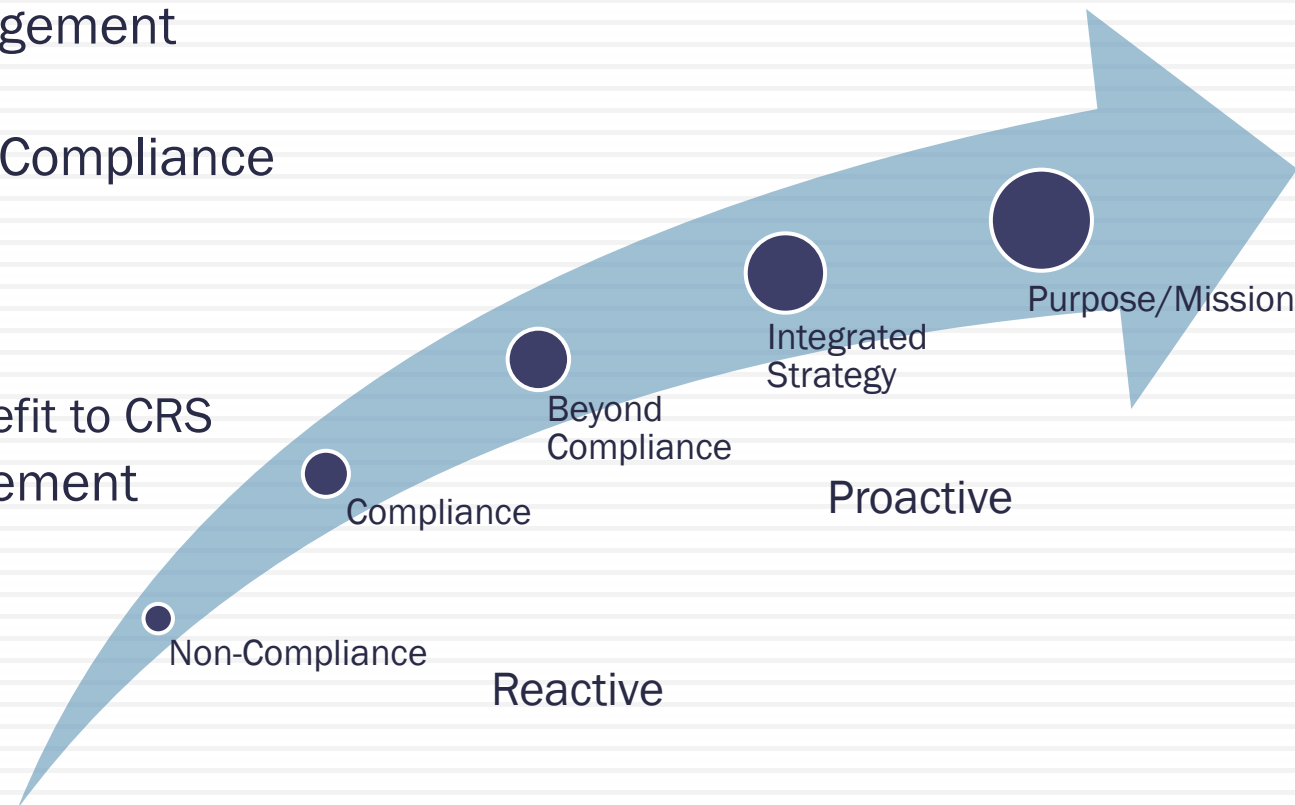 gement
Compliance
efit to CRS
ement
Purpose/Mission
Integrated
Strategy
Beyond
Compliance
Proactive
Compliance
Non-Compliance
Reactive